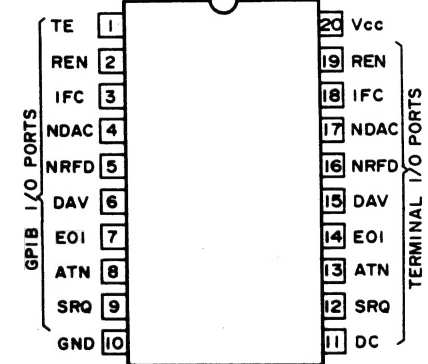 TE 1 20 Vcc
REN 2 19 REN
IFC 3 18 IFC
NDAC 4 17 NDAC
NRFD 5 16 NRFD
DAV 6 15 DAV
EOI 7 14 EOI
ATN 8 13 ATN
SRQ 9 12 SRQ
GND 10 11 DC
GPIB I/O PORTS
TERMINAL I/O PORTS